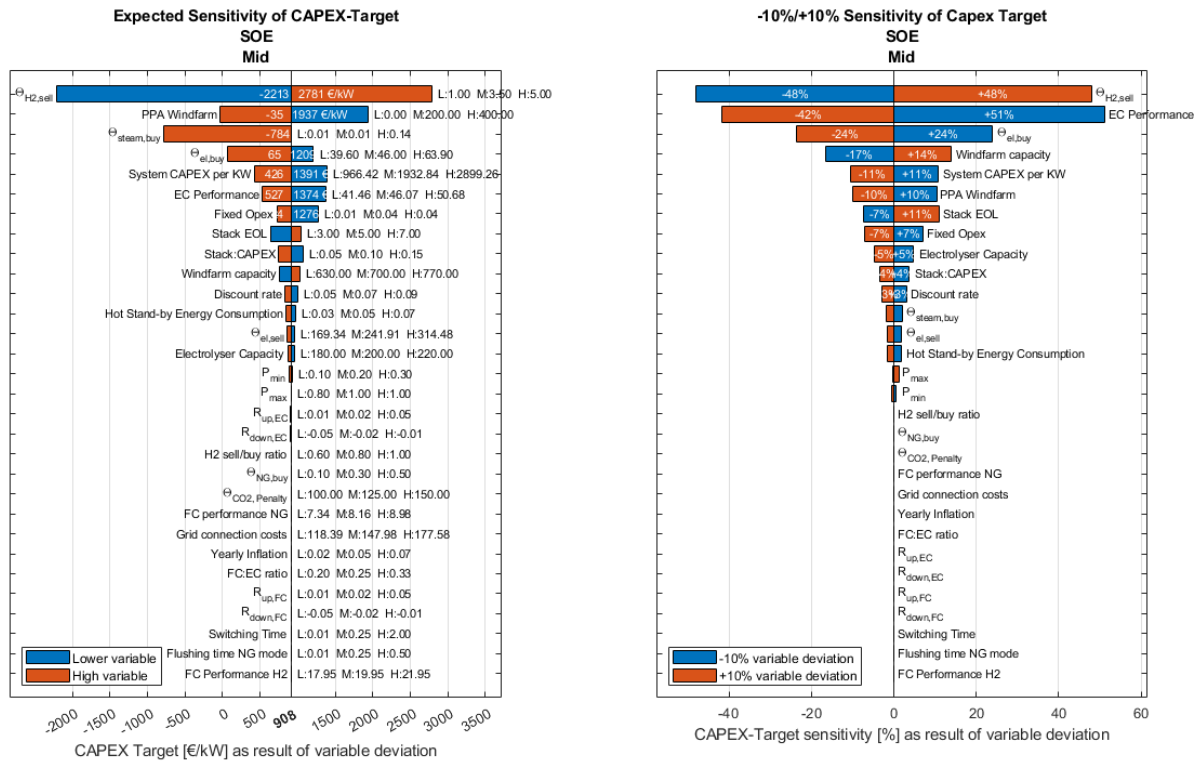 Expected Sensitivity of CAPEX-Target
SOE
Mid
Θ_H2,sell -2213 2781 €/kW L:1.00 M:3.50 H:5.00
PPA Windfarm -35 1937 €/kW L:0.00 M:200.00 H:400.00
Θ_steam,buy -784 L:0.01 M:0.01 H:0.14
Θ_el,buy 65 1209 L:39.60 M:46.00 H:63.90
System CAPEX per KW 426 1391 € L:966.42 M:1932.84 H:2899.26
EC Performance 527 1374 € L:41.46 M:46.07 H:50.68
Fixed Opex 4 1276 L:0.01 M:0.04 H:0.04
Stack EOL L:3.00 M:5.00 H:7.00
Stack:CAPEX L:0.05 M:0.10 H:0.15
Windfarm capacity L:630.00 M:700.00 H:770.00
Discount rate L:0.05 M:0.07 H:0.09
Hot Stand-by Energy Consumption L:0.03 M:0.05 H:0.07
Θ_el,sell L:169.34 M:241.91 H:314.48
Electrolyser Capacity L:180.00 M:200.00 H:220.00
P_min L:0.10 M:0.20 H:0.30
P_max L:0.80 M:1.00 H:1.00
R_up,EC L:0.01 M:0.02 H:0.05
R_down,EC L:-0.05 M:-0.02 H:-0.01
H2 sell/buy ratio L:0.60 M:0.80 H:1.00
Θ_NG,buy L:0.10 M:0.30 H:0.50
Θ_CO2, Penalty L:100.00 M:125.00 H:150.00
FC performance NG L:7.34 M:8.16 H:8.98
Grid connection costs L:118.39 M:147.98 H:177.58
Yearly Inflation L:0.02 M:0.05 H:0.07
FC:EC ratio L:0.20 M:0.25 H:0.33
R_up,FC L:0.01 M:0.02 H:0.05
R_down,FC L:-0.05 M:-0.02 H:-0.01
Switching Time L:0.01 M:0.25 H:2.00
Flushing time NG mode L:0.01 M:0.25 H:0.50
FC Performance H2 L:17.95 M:19.95 H:21.95
Lower variable
High variable
-2000 -1500 -1000 -500 0 500 908 1500 2000 2500 3000 3500
CAPEX Target [€/kW] as result of variable deviation
-10%/+10% Sensitivity of Capex Target
SOE
Mid
-48% +48% Θ_H2,sell
-42% +51% EC Performance
-24% +24% Θ_el,buy
-17% +14% Windfarm capacity
-11% +11% System CAPEX per KW
-10% +10% PPA Windfarm
-7% +11% Stack EOL
-7% +7% Fixed Opex
-5% +5% Electrolyser Capacity
-4% +4% Stack:CAPEX
3% 3% Discount rate
Θ_steam,buy
Θ_el,sell
Hot Stand-by Energy Consumption
P_max
P_min
H2 sell/buy ratio
Θ_NG,buy
Θ_CO2, Penalty
FC performance NG
Grid connection costs
Yearly Inflation
FC:EC ratio
R_up,EC
R_down,EC
R_up,FC
R_down,FC
Switching Time
Flushing time NG mode
FC Performance H2
-10% variable deviation
+10% variable deviation
-40 -20 0 20 40 60
CAPEX-Target sensitivity [%] as result of variable deviation